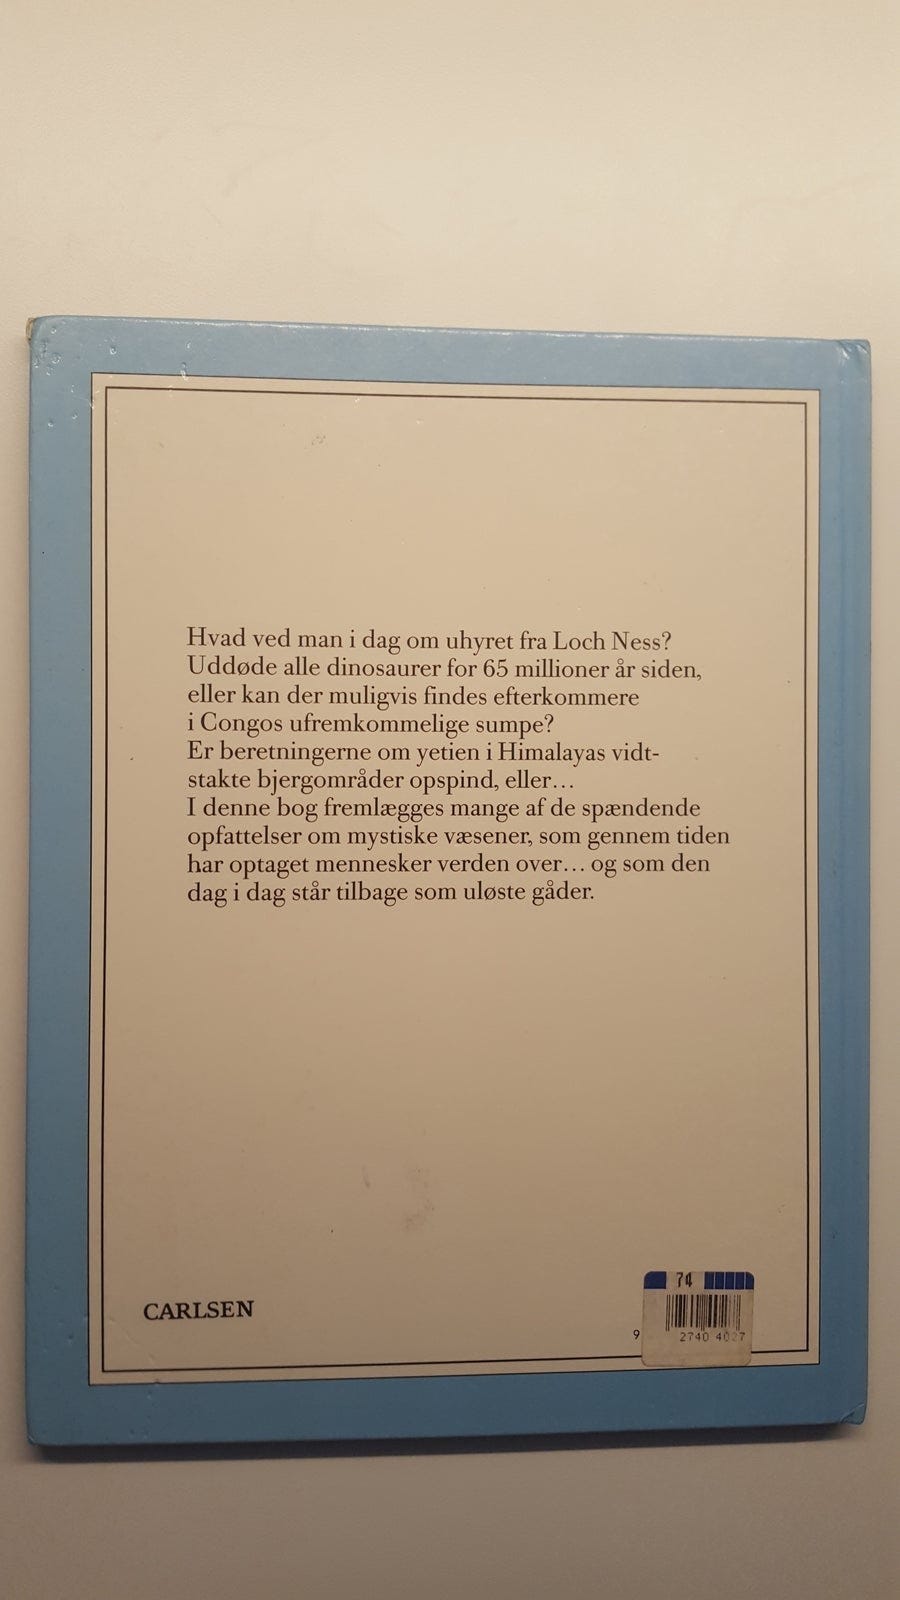 Hvad ved man i dag om uhyret fra Loch Ness?
Uddøde alle dinosaurer for 65 millioner år siden,
eller kan der muligvis findes efterkommere
i Congos ufremkommelige sumpe?
Er beretningerne om yetien i Himalayas vidt-
stakte bjergområder opspind, eller...
I denne bog fremlægges mange af de spændende
opfattelser om mystiske væsener, som gennem tiden
har optaget mennesker verden over... og som den
dag i dag står tilbage som uløste gåder.
CARLSEN
74
9
2740 4027